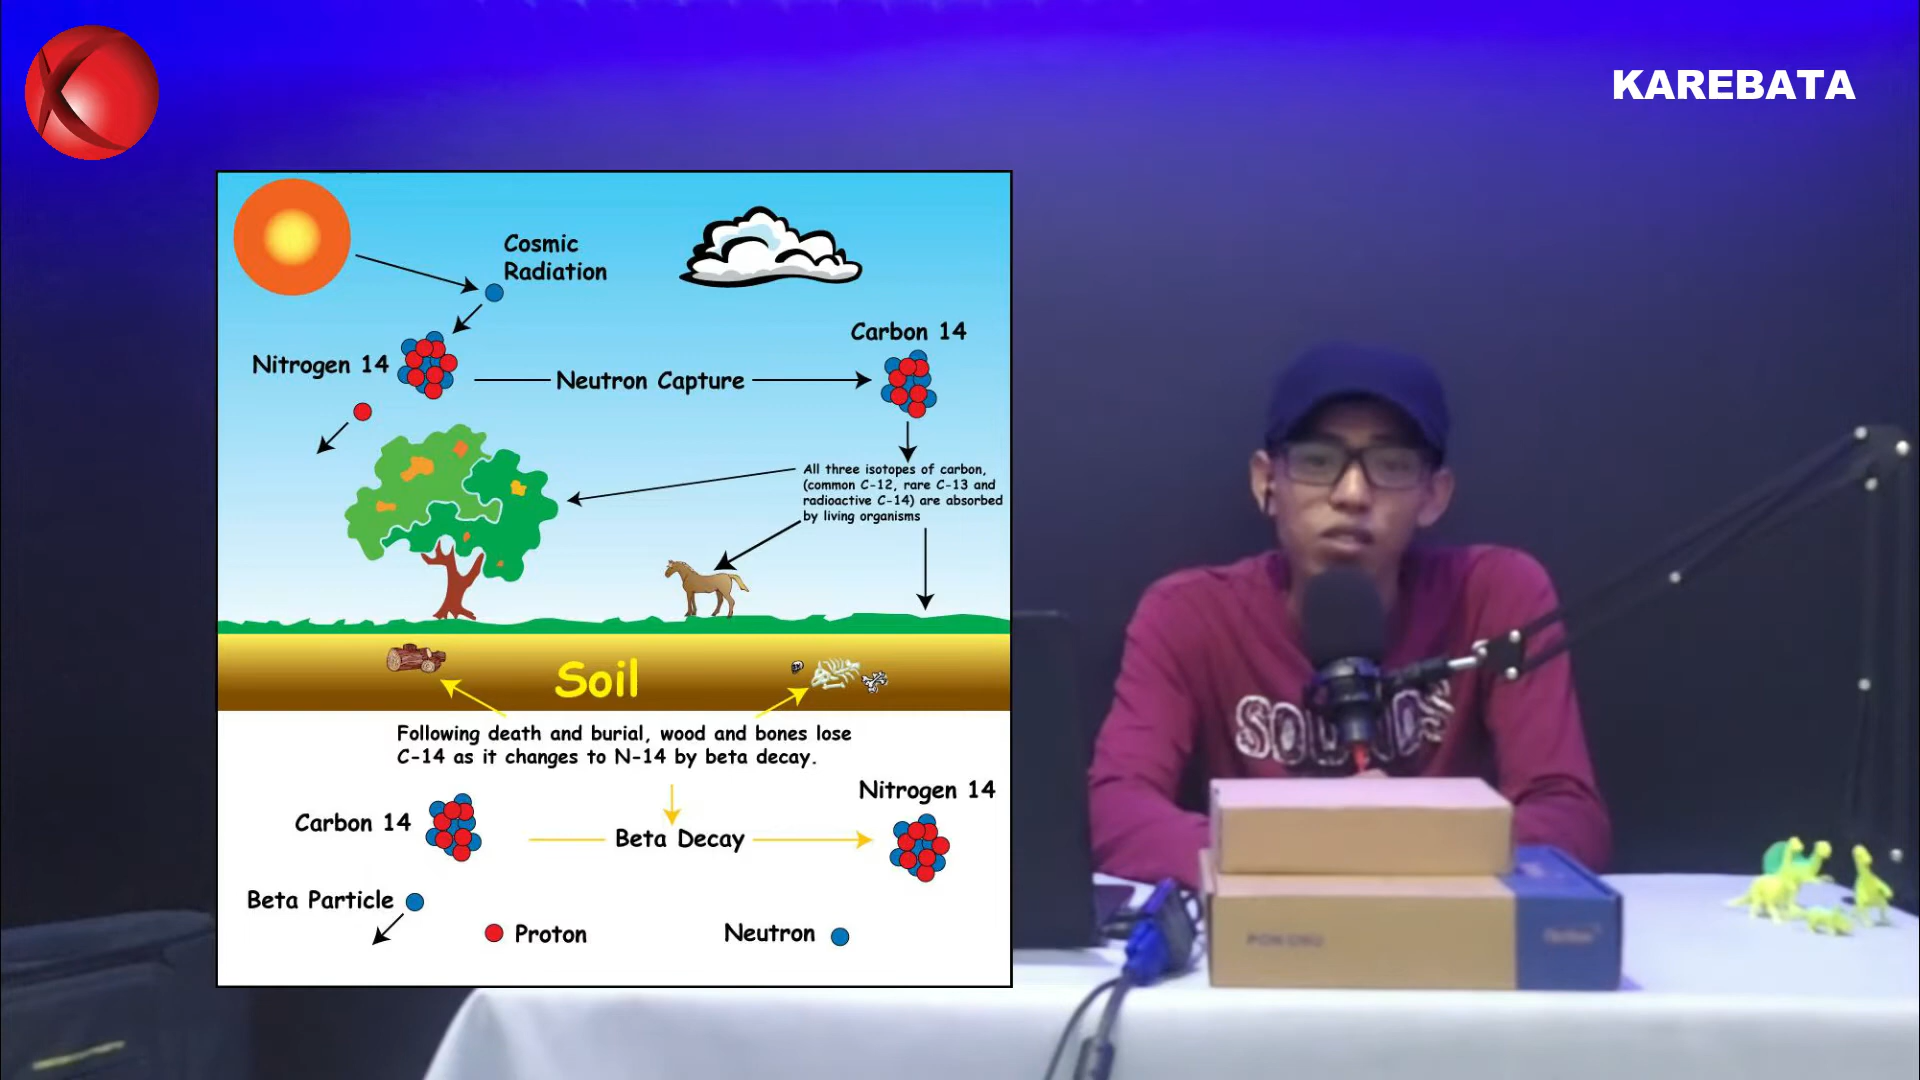 KAREBATA
Cosmic
Radiation
Carbon 14
Nitrogen 14
Neutron Capture
All three isotopes of carbon,
(common C-12, rare C-13 and
radioactive C-14) are absorbed
by living organisms
Soil
Following death and burial, wood and bones lose
C-14 as it changes to N-14 by beta decay.
Nitrogen 14
Carbon 14
Beta Decay
Beta Particle
Proton
Neutron